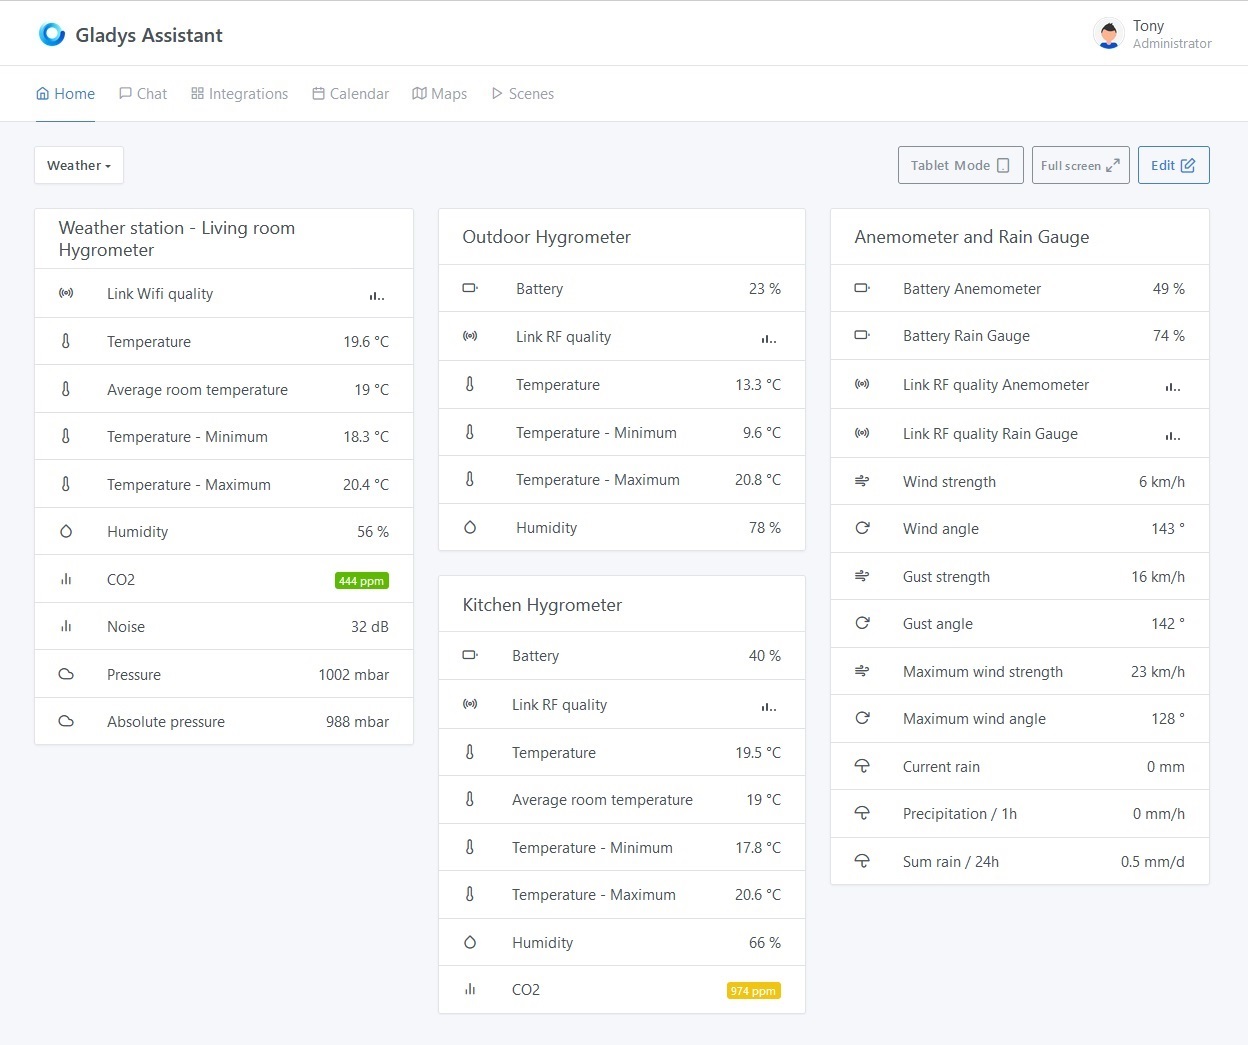 Gladys Assistant
Tony
Administrator
Home
Chat
Integrations
Calendar
Maps
Scenes
Weather
Tablet Mode
Full screen
Edit
Weather station - Living room
Hygrometer
Link Wifi quality
Temperature 19.6 °C
Average room temperature 19 °C
Temperature - Minimum 18.3 °C
Temperature - Maximum 20.4 °C
Humidity 56 %
CO2 444 ppm
Noise 32 dB
Pressure 1002 mbar
Absolute pressure 988 mbar
Outdoor Hygrometer
Battery 23 %
Link RF quality
Temperature 13.3 °C
Temperature - Minimum 9.6 °C
Temperature - Maximum 20.8 °C
Humidity 78 %
Kitchen Hygrometer
Battery 40 %
Link RF quality
Temperature 19.5 °C
Average room temperature 19 °C
Temperature - Minimum 17.8 °C
Temperature - Maximum 20.6 °C
Humidity 66 %
CO2 974 ppm
Anemometer and Rain Gauge
Battery Anemometer 49 %
Battery Rain Gauge 74 %
Link RF quality Anemometer
Link RF quality Rain Gauge
Wind strength 6 km/h
Wind angle 143 °
Gust strength 16 km/h
Gust angle 142 °
Maximum wind strength 23 km/h
Maximum wind angle 128 °
Current rain 0 mm
Precipitation / 1h 0 mm/h
Sum rain / 24h 0.5 mm/d